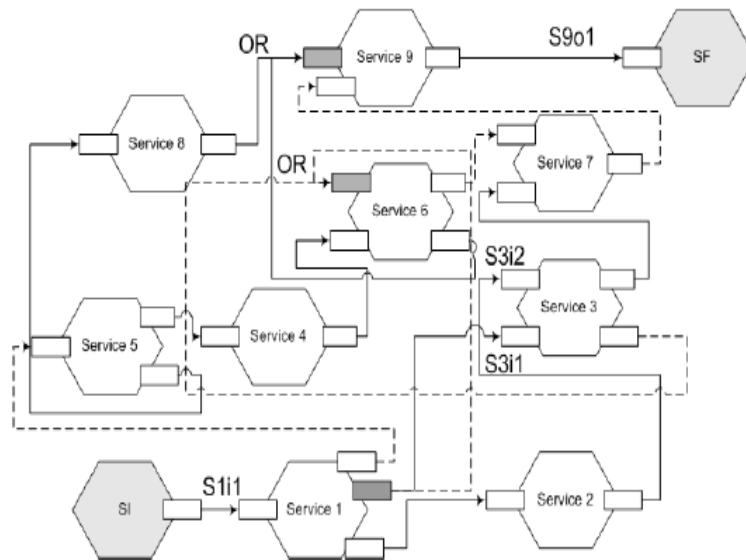 OR
Service 9
S9o1
SF
Service 8
OR
Service 7
Service 6
S3i2
Service 3
Service 5
Service 4
S3i1
SI
S1i1
Service 1
Service 2